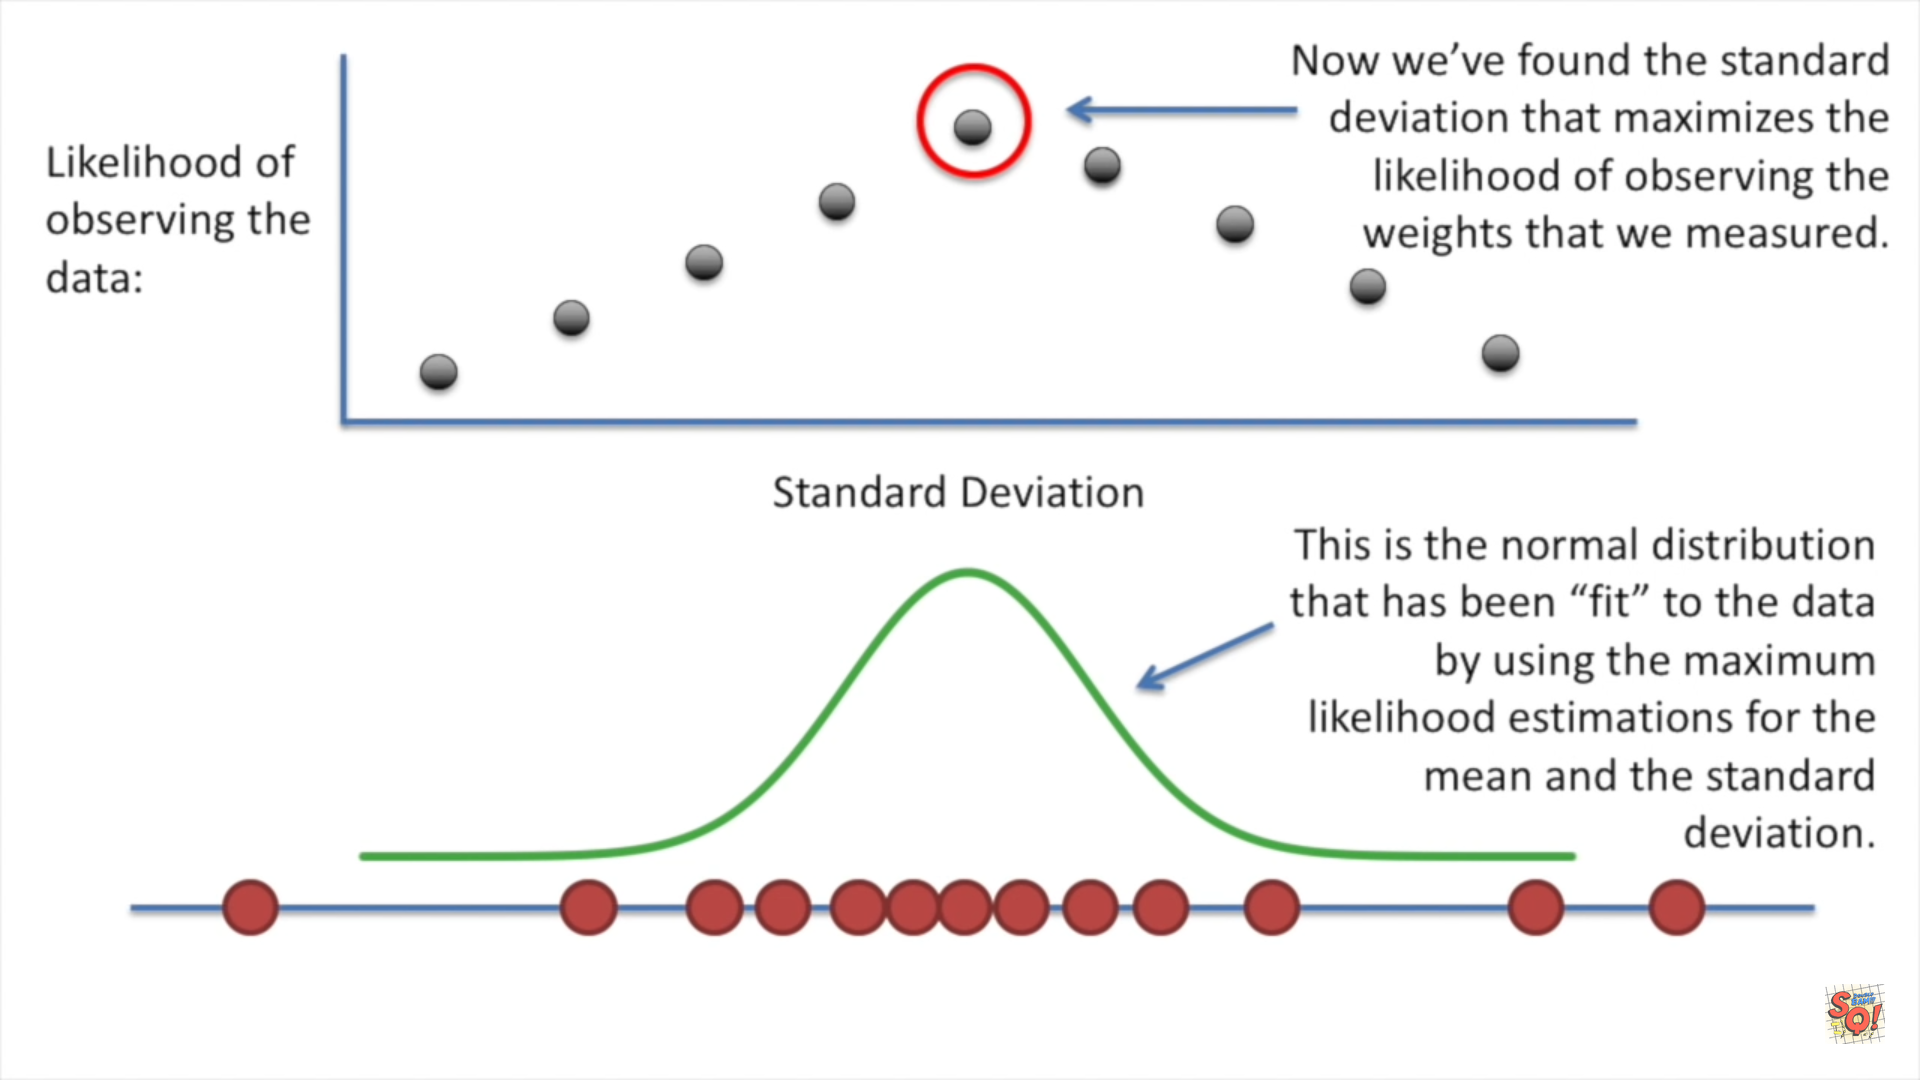 Now we've found the standard
deviation that maximizes the
likelihood of observing the
weights that we measured.
Likelihood of
observing the
data:
Standard Deviation
This is the normal distribution
that has been “fit” to the data
by using the maximum
likelihood estimations for the
mean and the standard
deviation.
SQ!